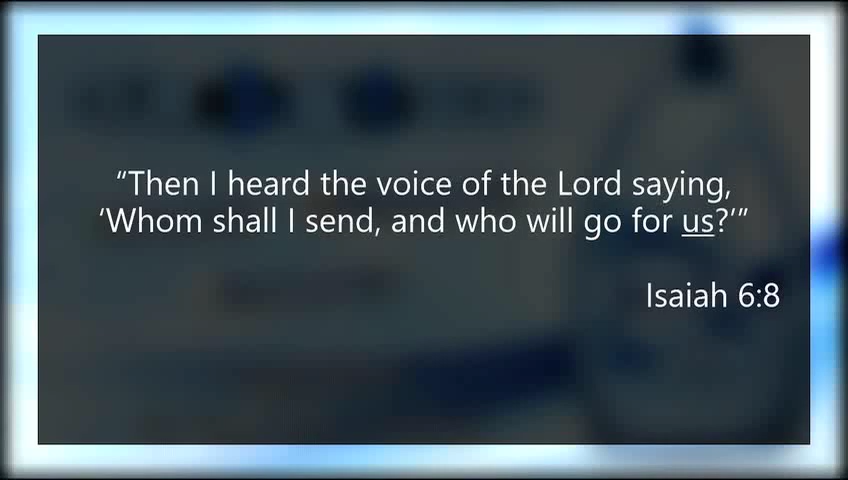 “Then I heard the voice of the Lord saying,
‘Whom shall I send, and who will go for us?’”
Isaiah 6:8